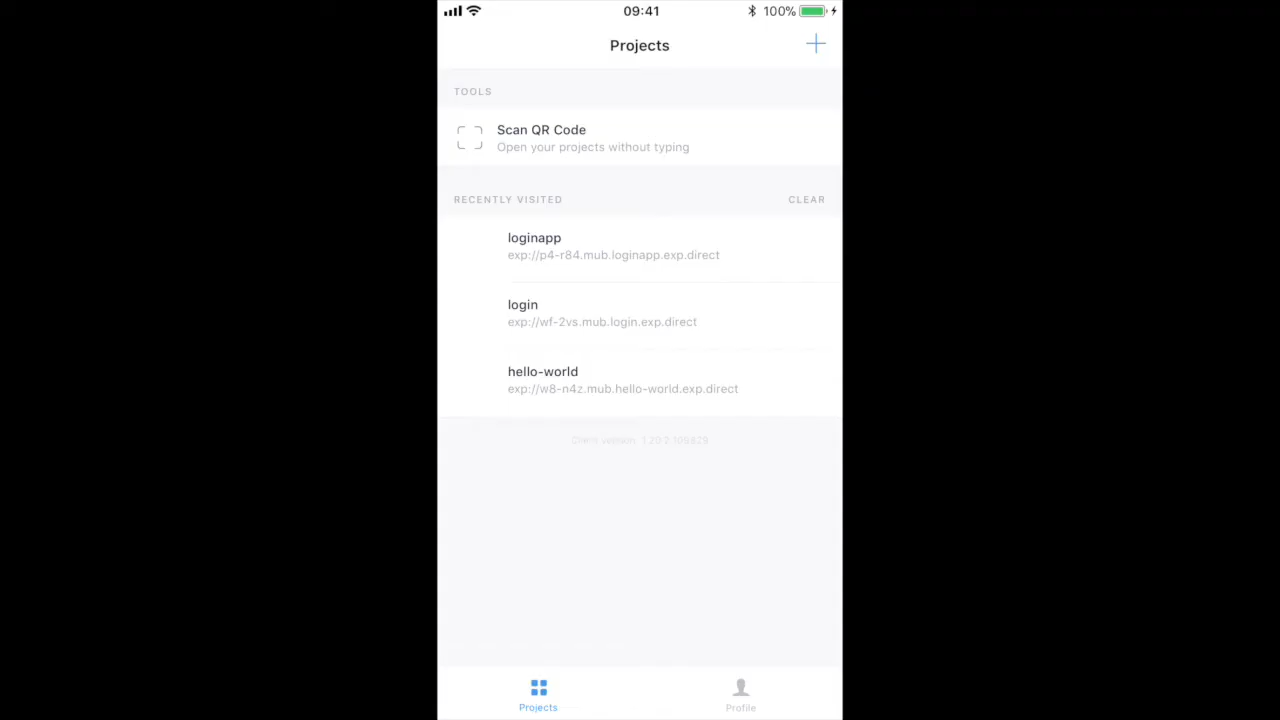 09:41
100%
Projects
TOOLS
Scan QR Code
Open your projects without typing
RECENTLY VISITED CLEAR
loginapp
exp://p4-r84.mub.loginapp.exp.direct
login
exp://wf-2vs.mub.login.exp.direct
hello-world
exp://w8-n4z.mub.hello-world.exp.direct
Client version:
Projects
Profile